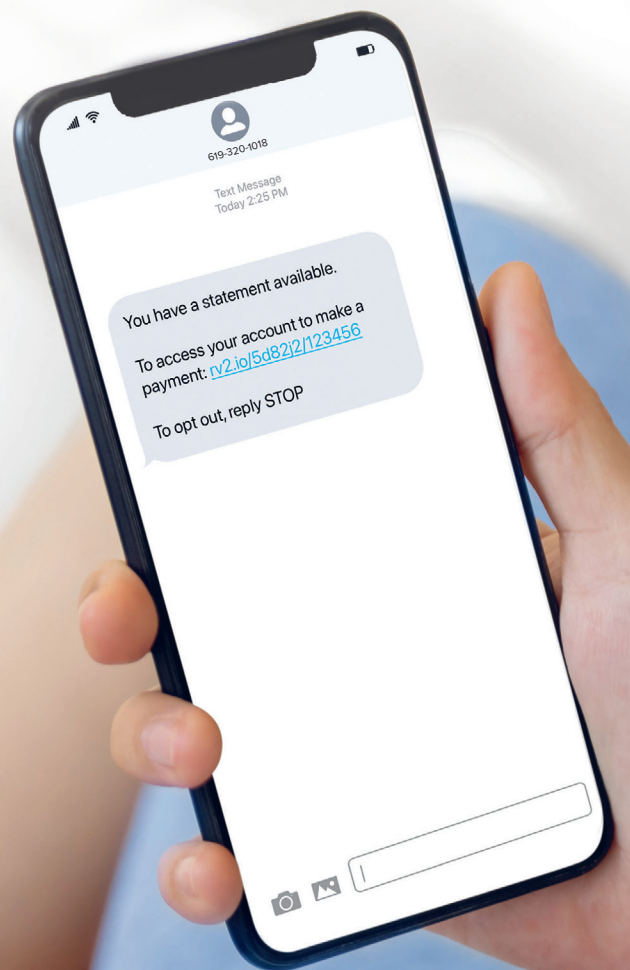 619-320-1018
Text Message
Today 2:25 PM
You have a statement available.
To access your account to make a
payment: rv2.io/5d82j2/123456
To opt out, reply STOP